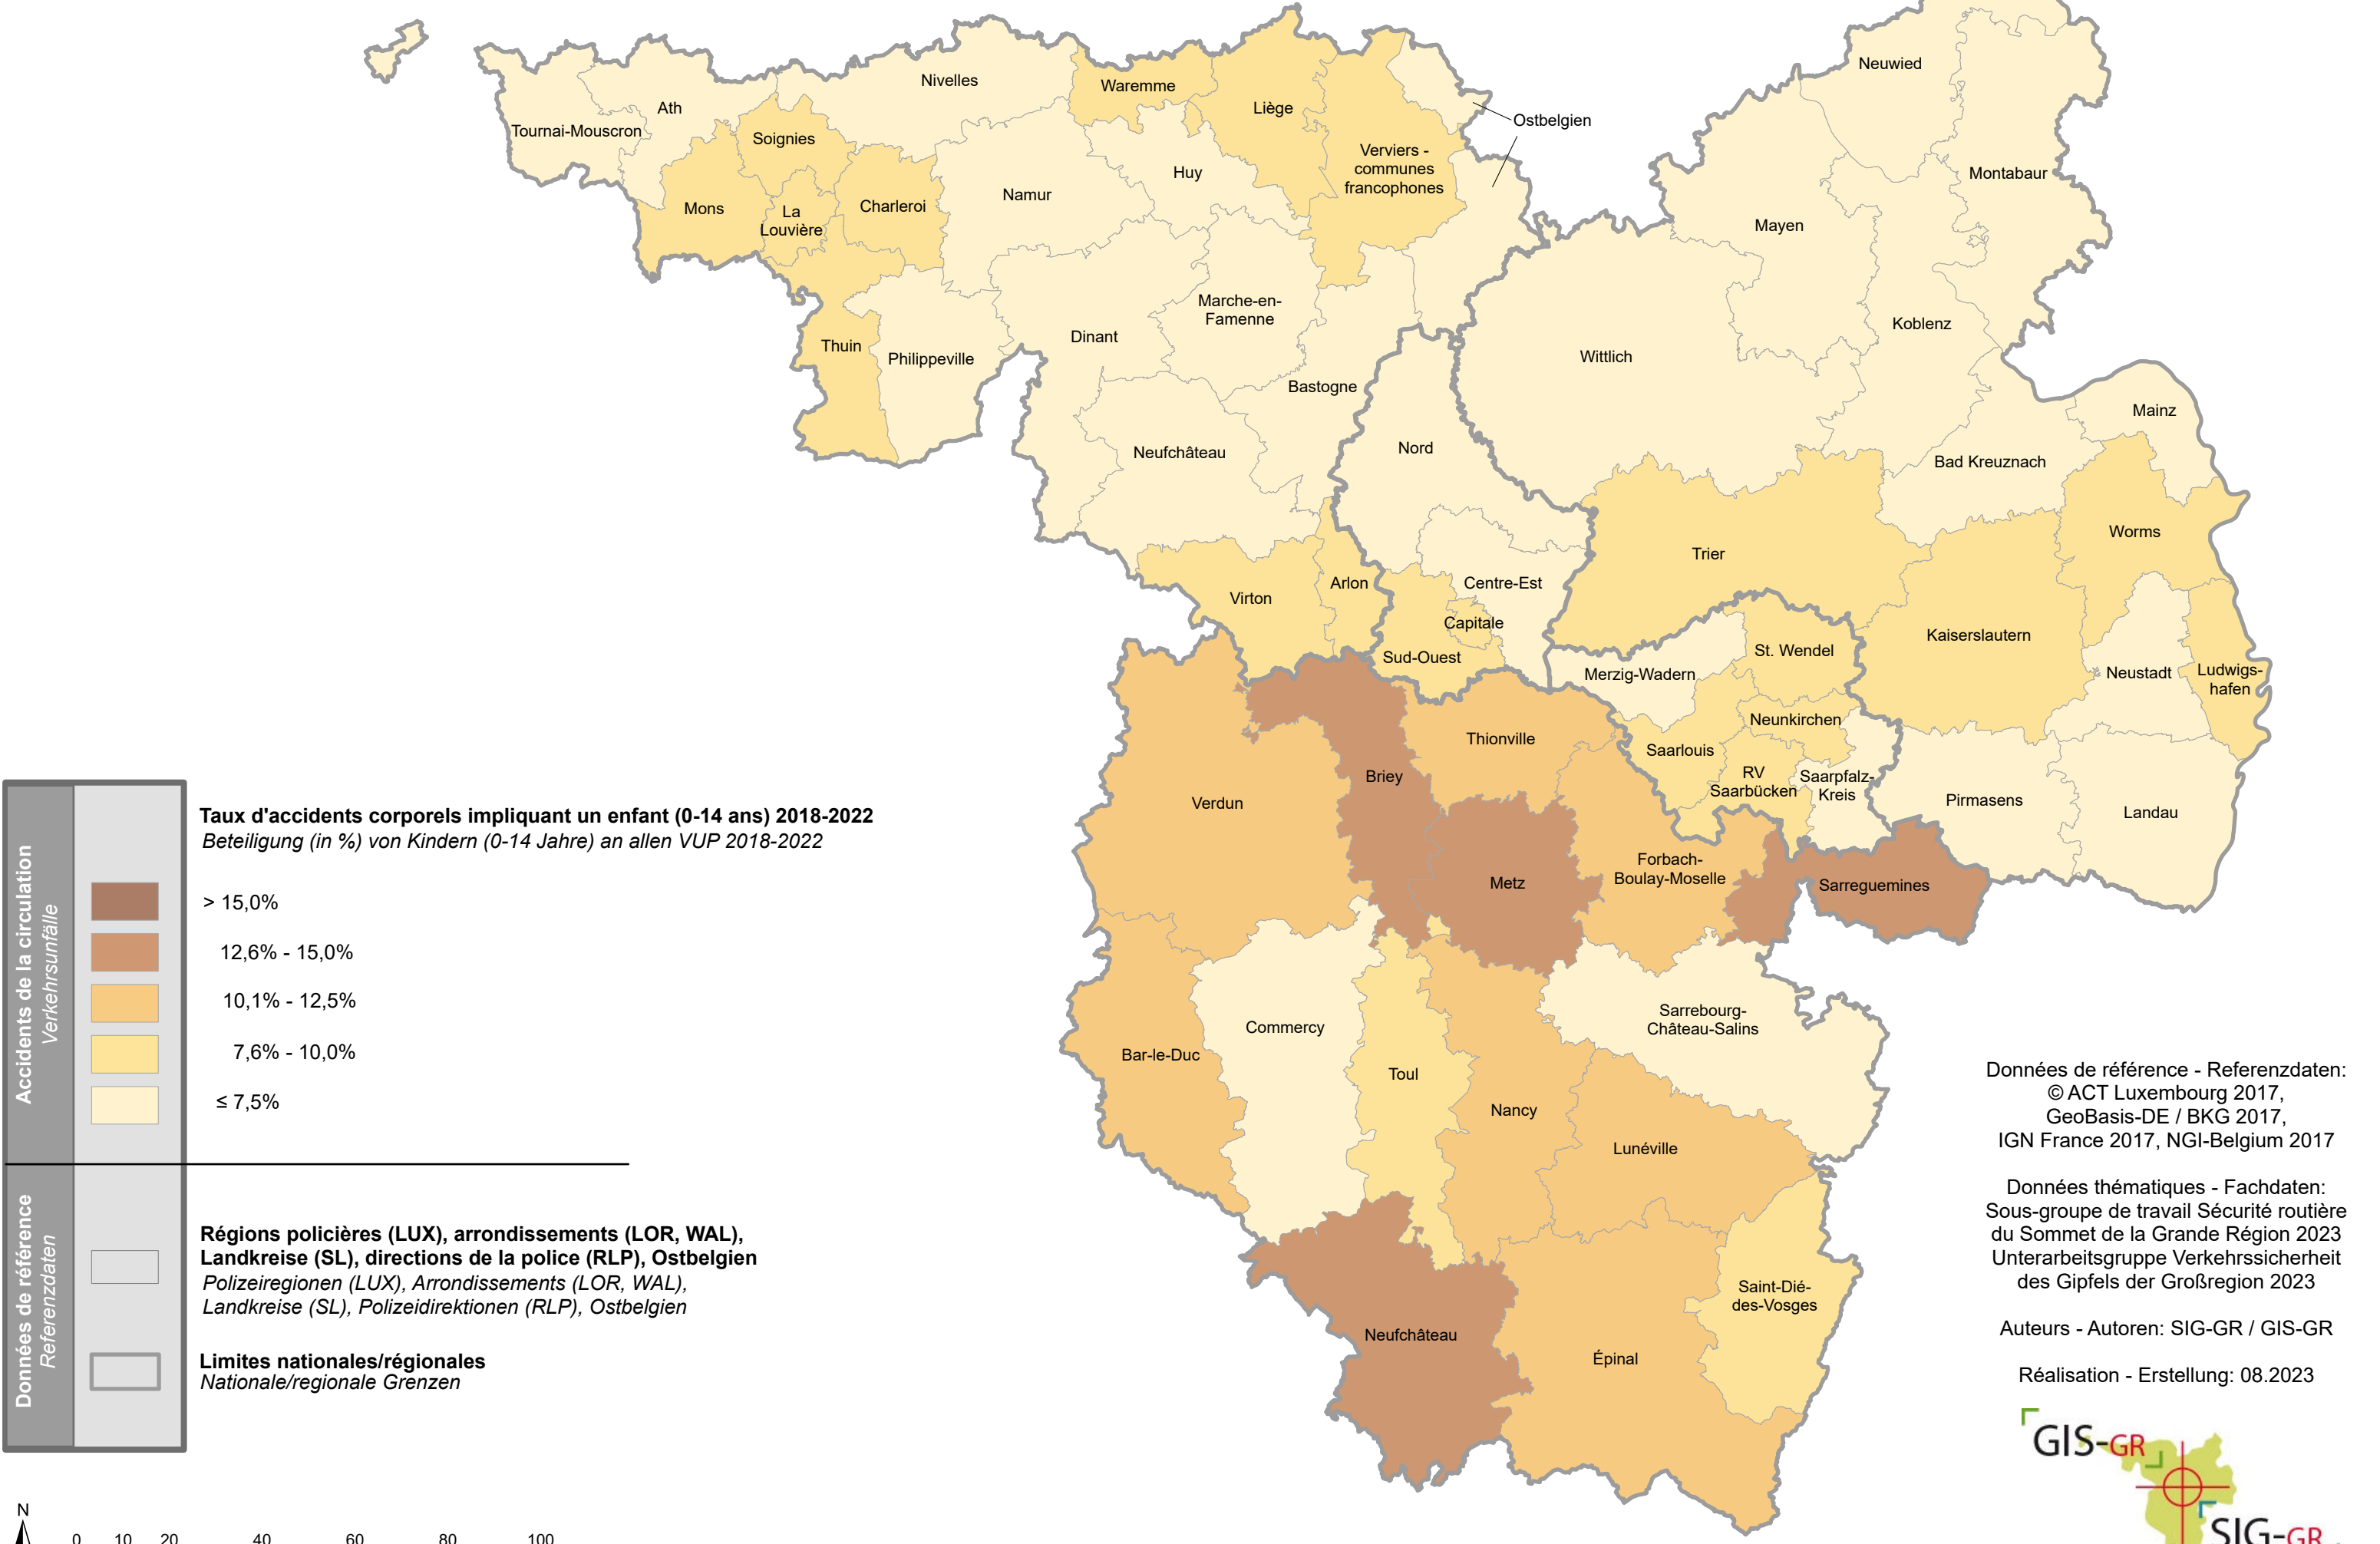 Nivelles
Waremme
Liège
Ath
Tournai-Mouscron
Soignies
Ostbelgien
Neuwied
Montabaur
Verviers -
communes
francophones
Huy
Namur
Mons
La
Louvière
Charleroi
Mayen
Marche-en-
Famenne
Dinant
Thuin
Philippeville
Koblenz
Wittlich
Bastogne
Mainz
Nord
Neufchâteau
Bad Kreuznach
Worms
Trier
Arlon
Centre-Est
Virton
Capitale
Sud-Ouest
Kaiserslautern
St. Wendel
Merzig-Wadern
Neustadt
Ludwigs-
hafen
Neunkirchen
Thionville
Saarlouis
Briey
RV
Saarbücken
Saarpfalz-
Kreis
Verdun
Pirmasens
Landau
Forbach-
Boulay-Moselle
Metz
Sarreguemines
Sarrebourg-
Château-Salins
Commercy
Bar-le-Duc
Toul
Nancy
Lunéville
Saint-Dié-
des-Vosges
Neufchâteau
Épinal
Accidents de la circulation
Verkehrsunfälle
Taux d'accidents corporels impliquant un enfant (0-14 ans) 2018-2022
Beteiligung (in %) von Kindern (0-14 Jahre) an allen VUP 2018-2022
> 15,0%
12,6% - 15,0%
10,1% - 12,5%
7,6% - 10,0%
≤ 7,5%
Données de référence
Referenzdaten
Régions policières (LUX), arrondissements (LOR, WAL),
Landkreise (SL), directions de la police (RLP), Ostbelgien
Polizeiregionen (LUX), Arrondissements (LOR, WAL),
Landkreise (SL), Polizeidirektionen (RLP), Ostbelgien
Limites nationales/régionales
Nationale/regionale Grenzen
N
0 10 20 40 60 80 100
Données de référence - Referenzdaten:
© ACT Luxembourg 2017,
GeoBasis-DE / BKG 2017,
IGN France 2017, NGI-Belgium 2017
Données thématiques - Fachdaten:
Sous-groupe de travail Sécurité routière
du Sommet de la Grande Région 2023
Unterarbeitsgruppe Verkehrssicherheit
des Gipfels der Großregion 2023
Auteurs - Autoren: SIG-GR / GIS-GR
Réalisation - Erstellung: 08.2023
GIS-GR
SIG-GR